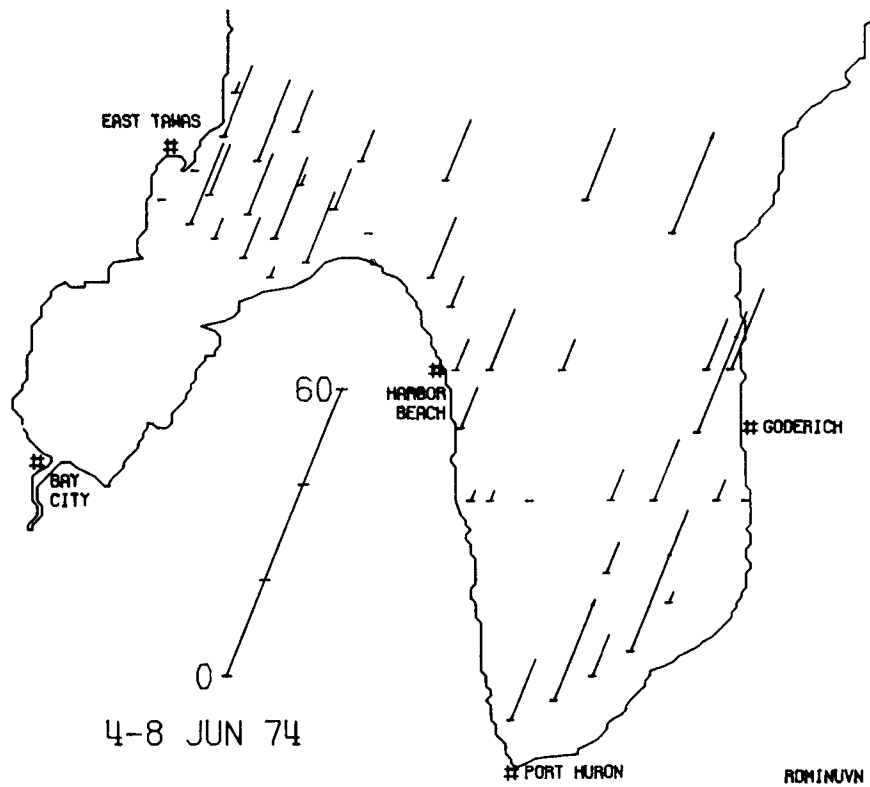 EAST TAWAS
60
HARBOR
BEACH
GODERICH
BAY
CITY
0
4-8 JUN 74
PORT HURON
ROMINUVN